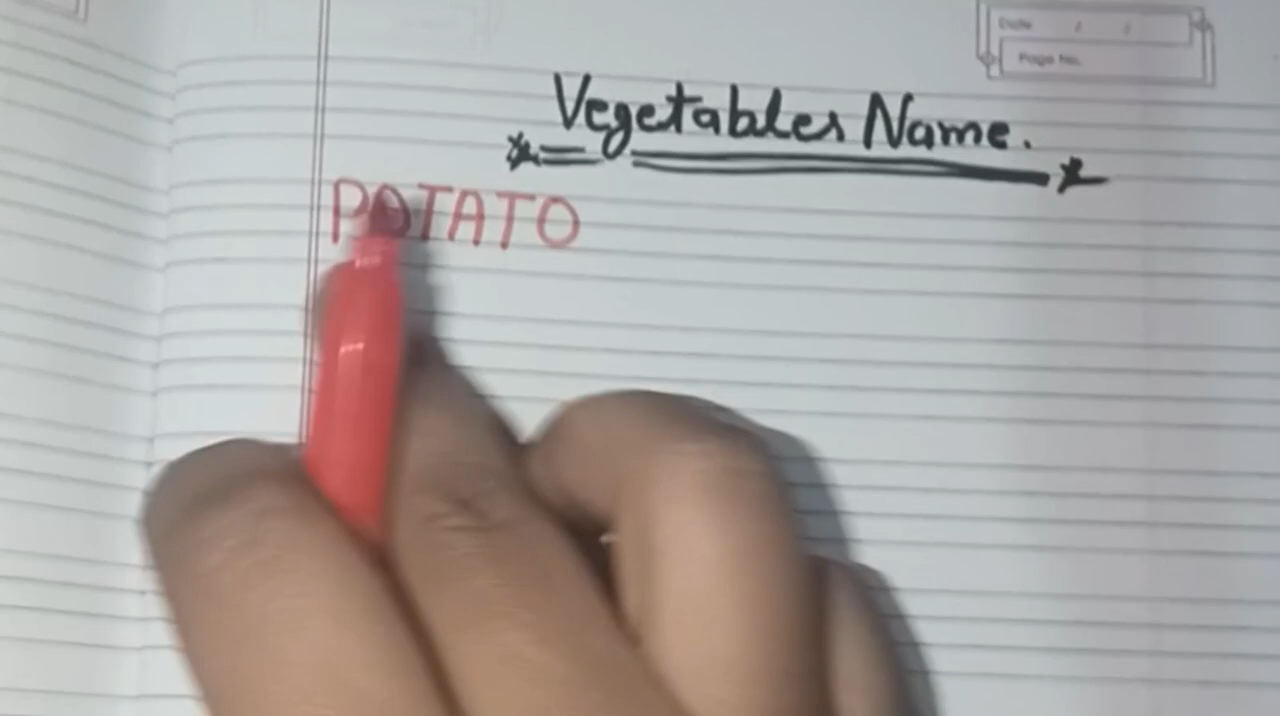 Date / /
Page No.
Vegetables Name.
POTATO